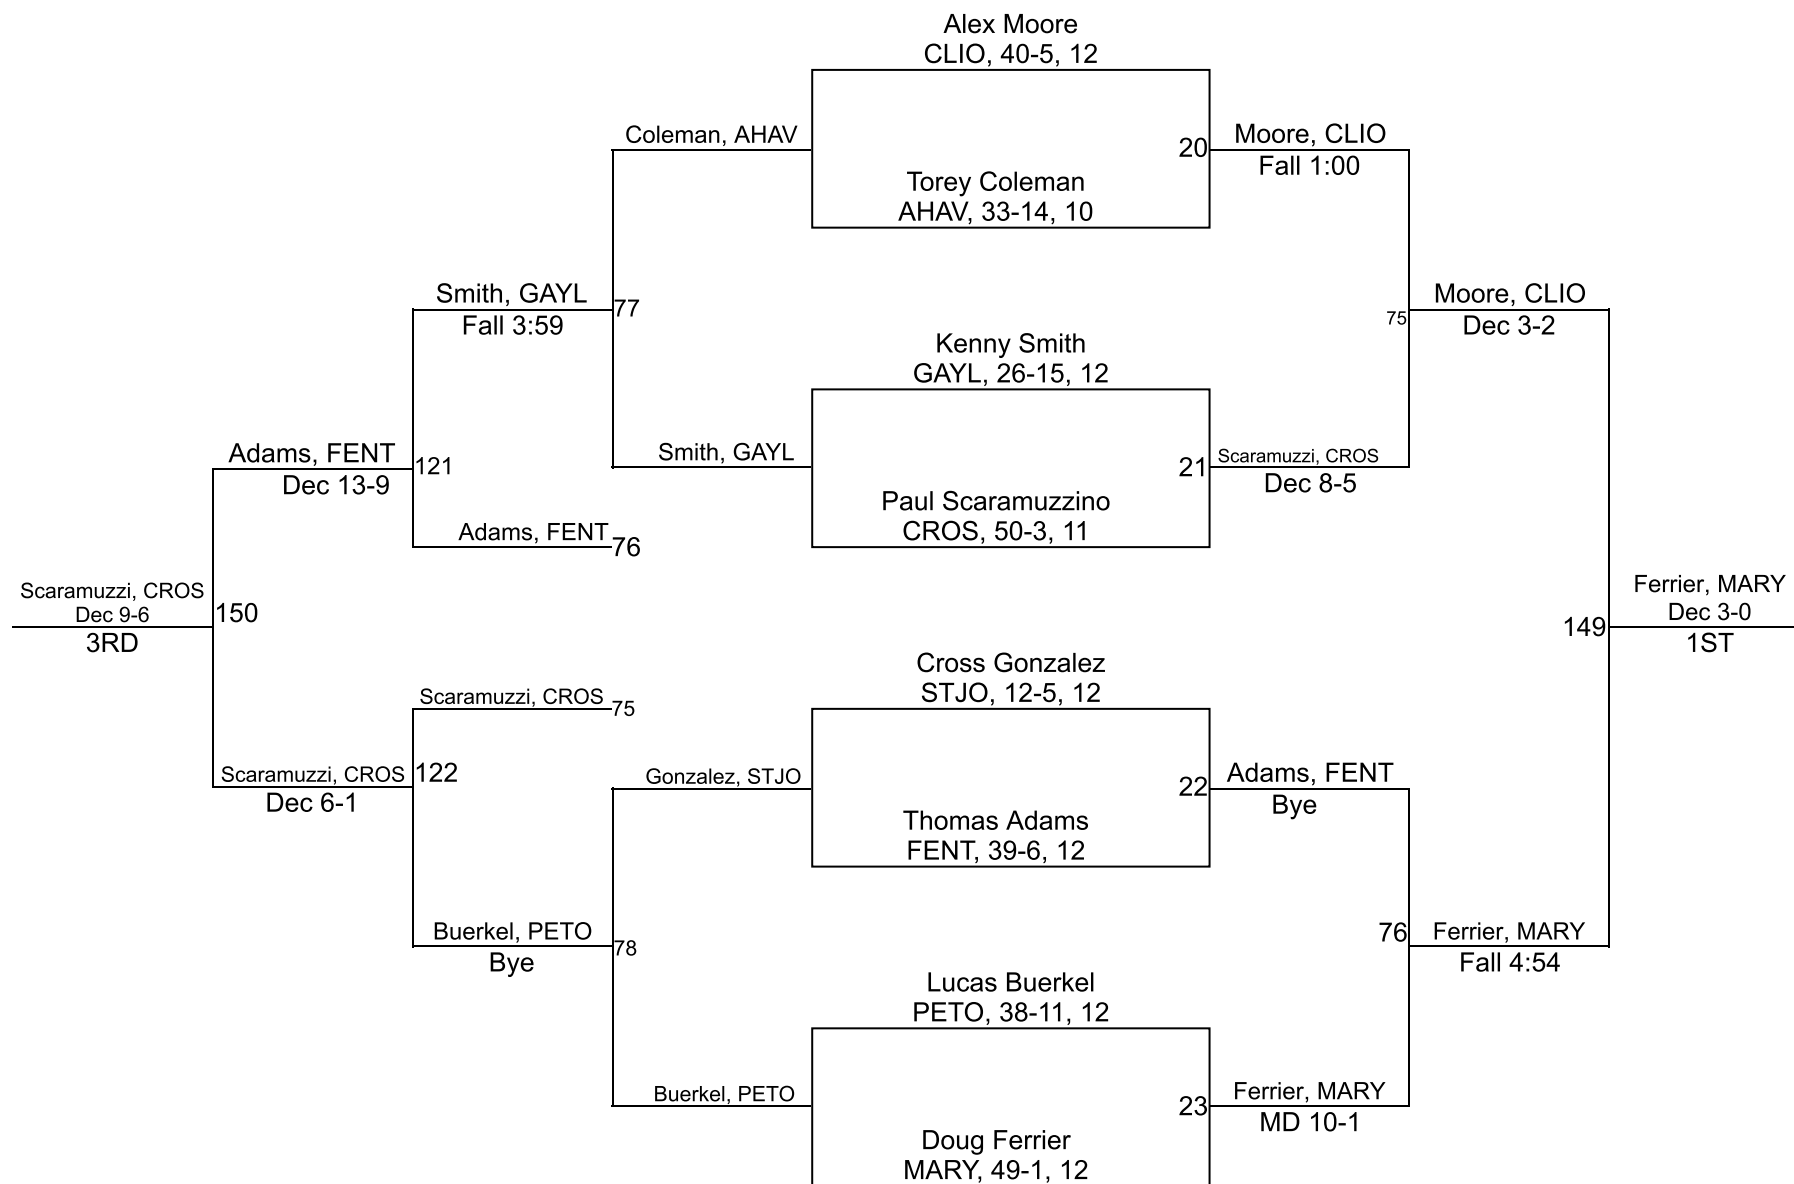 Alex Moore
CLIO, 40-5, 12
Coleman, AHAV
20
Moore, CLIO
Fall 1:00
Torey Coleman
AHAV, 33-14, 10
Smith, GAYL
Fall 3:59
77
75
Moore, CLIO
Dec 3-2
Kenny Smith
GAYL, 26-15, 12
Adams, FENT
Dec 13-9
121
Smith, GAYL
21
Scaramuzzi, CROS
Dec 8-5
Paul Scaramuzzino
CROS, 50-3, 11
Adams, FENT
76
Scaramuzzi, CROS
Dec 9-6
3RD
150
149
Ferrier, MARY
Dec 3-0
1ST
Cross Gonzalez
STJO, 12-5, 12
Scaramuzzi, CROS
75
Scaramuzzi, CROS
Dec 6-1
122
Gonzalez, STJO
22
Adams, FENT
Bye
Thomas Adams
FENT, 39-6, 12
Buerkel, PETO
Bye
78
76
Ferrier, MARY
Fall 4:54
Lucas Buerkel
PETO, 38-11, 12
Buerkel, PETO
23
Ferrier, MARY
MD 10-1
Doug Ferrier
MARY, 49-1, 12